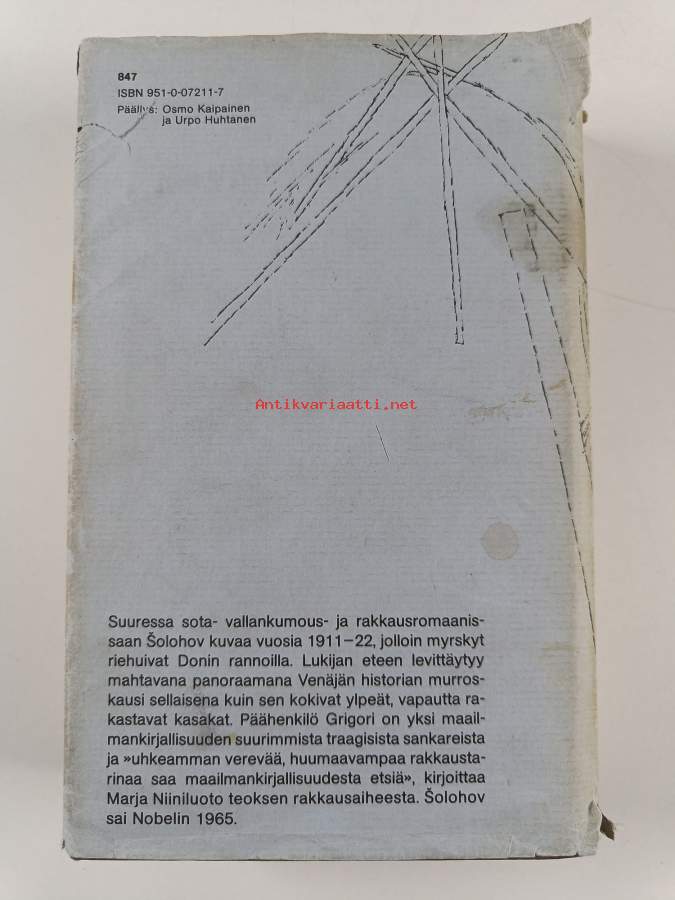 847
ISBN 951-0-07211-7
Päällys: Osmo Kaipainen
ja Urpo Huhtanen
Antikvariaatti.net
Suuressa sota- vallankumous- ja rakkausromaanis-
saan Šolohov kuvaa vuosia 1911–22, jolloin myrskyt
riehuivat Donin rannoilla. Lukijan eteen levittäytyy
mahtavana panoraamana Venäjän historian murros-
kausi sellaisena kuin sen kokivat ylpeät, vapautta ra-
kastavat kasakat. Päähenkilö Grigori on yksi maail-
mankirjallisuuden suurimmista traagisista sankareista
ja »uhkeamman verevää, huumaavampaa rakkausta-
rinaa saa maailmankirjallisuudesta etsiä», kirjoittaa
Marja Niiniluoto teoksen rakkausaiheesta. Šolohov
sai Nobelin 1965.